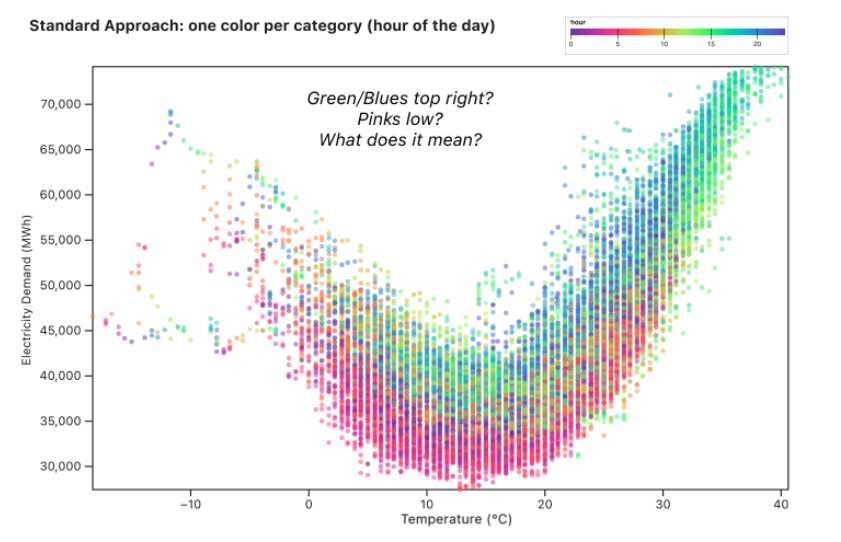 Standard Approach: one color per category (hour of the day)
hour
0 5 10 15 20
Green/Blues top right?
Pinks low?
What does it mean?
70,000
65,000
60,000
55,000
50,000
45,000
40,000
35,000
30,000
Electricity Demand (MWh)
−10 0 10 20 30 40
Temperature (°C)